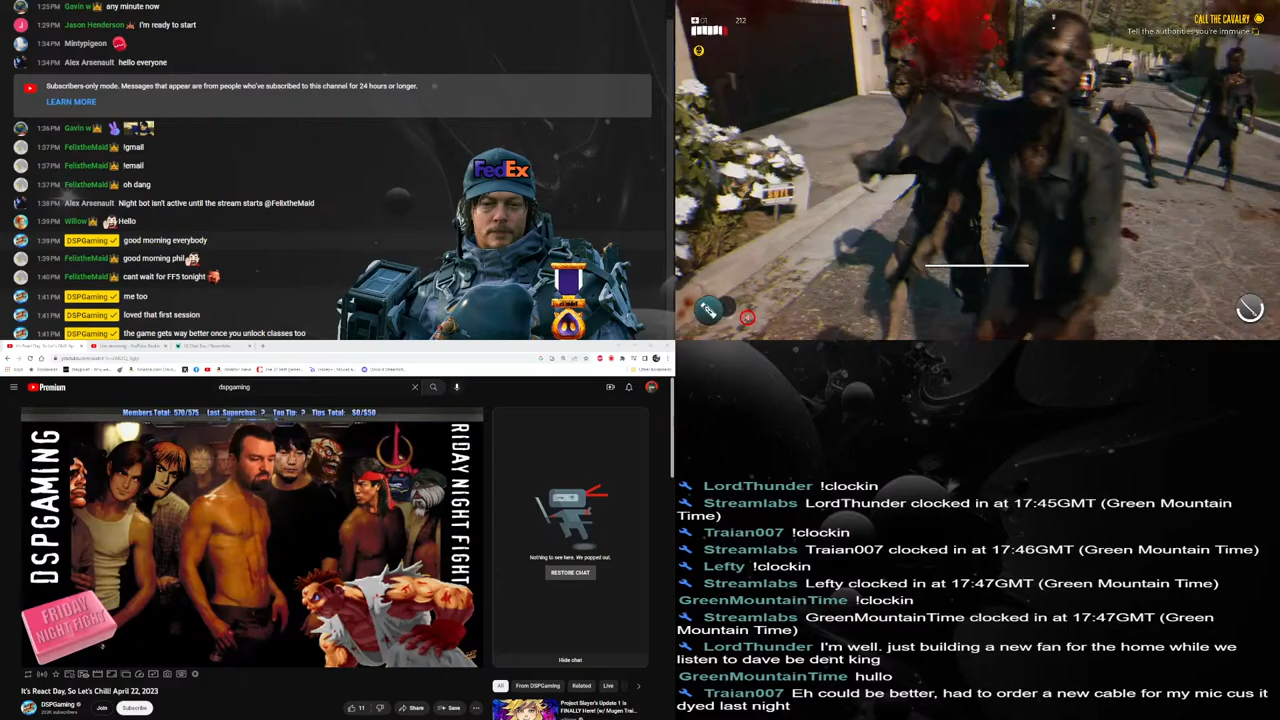 1:25PM Gavin w any minute now
1:29PM Jason Henderson I'm ready to start
1:34PM Mintypigeon
1:34PM Alex Arsenault hello everyone
Subscribers-only mode. Messages that appear are from people who've subscribed to this channel for 24 hours or longer.
LEARN MORE
1:36PM Gavin w
1:37PM FelixtheMaid !gmail
1:37PM FelixtheMaid !email
1:37PM FelixtheMaid oh dang
1:38PM Alex Arsenault Night bot isn't active until the stream starts @FelixtheMaid
1:39PM Willow Hello
1:39PM DSPGaming good morning everybody
1:39PM FelixtheMaid good morning phil
1:40PM FelixtheMaid cant wait for FF5 tonight
1:41PM DSPGaming me too
1:41PM DSPGaming loved that first session
1:41PM DSPGaming the game gets way better once you unlock classes too
FedEx
01 212
CALL THE CAVALRY
Tell the authorities you're immune
Premium
dspgaming
Members Total: 570/575 Last Superchat: ? Top Tip: ? Tips Total: $0/$50
DSPGAMING
RIDAY NIGHT FIGHT
FRIDAY
NIGHT FIGHT
Nothing to see here. We popped out.
RESTORE CHAT
Hide chat
It's React Day, So Let's Chill! April 22, 2023
DSPGaming
Join
Subscribe
11
Share
Save
All From DSPGaming Related Live
Project Slayer's Update 1 is FINALLY Here! [w/ Mugen Trai...
LordThunder !clockin
Streamlabs LordThunder clocked in at 17:45GMT (Green Mountain
Time)
Traian007 !clockin
Streamlabs Traian007 clocked in at 17:46GMT (Green Mountain Time)
Lefty !clockin
Streamlabs Lefty clocked in at 17:47GMT (Green Mountain Time)
GreenMountainTime !clockin
Streamlabs GreenMountainTime clocked in at 17:47GMT (Green
Mountain Time)
LordThunder I'm well. just building a new fan for the home while we
listen to dave be dent king
GreenMountainTime hullo
Traian007 Eh could be better, had to order a new cable for my mic cus it
dyed last night